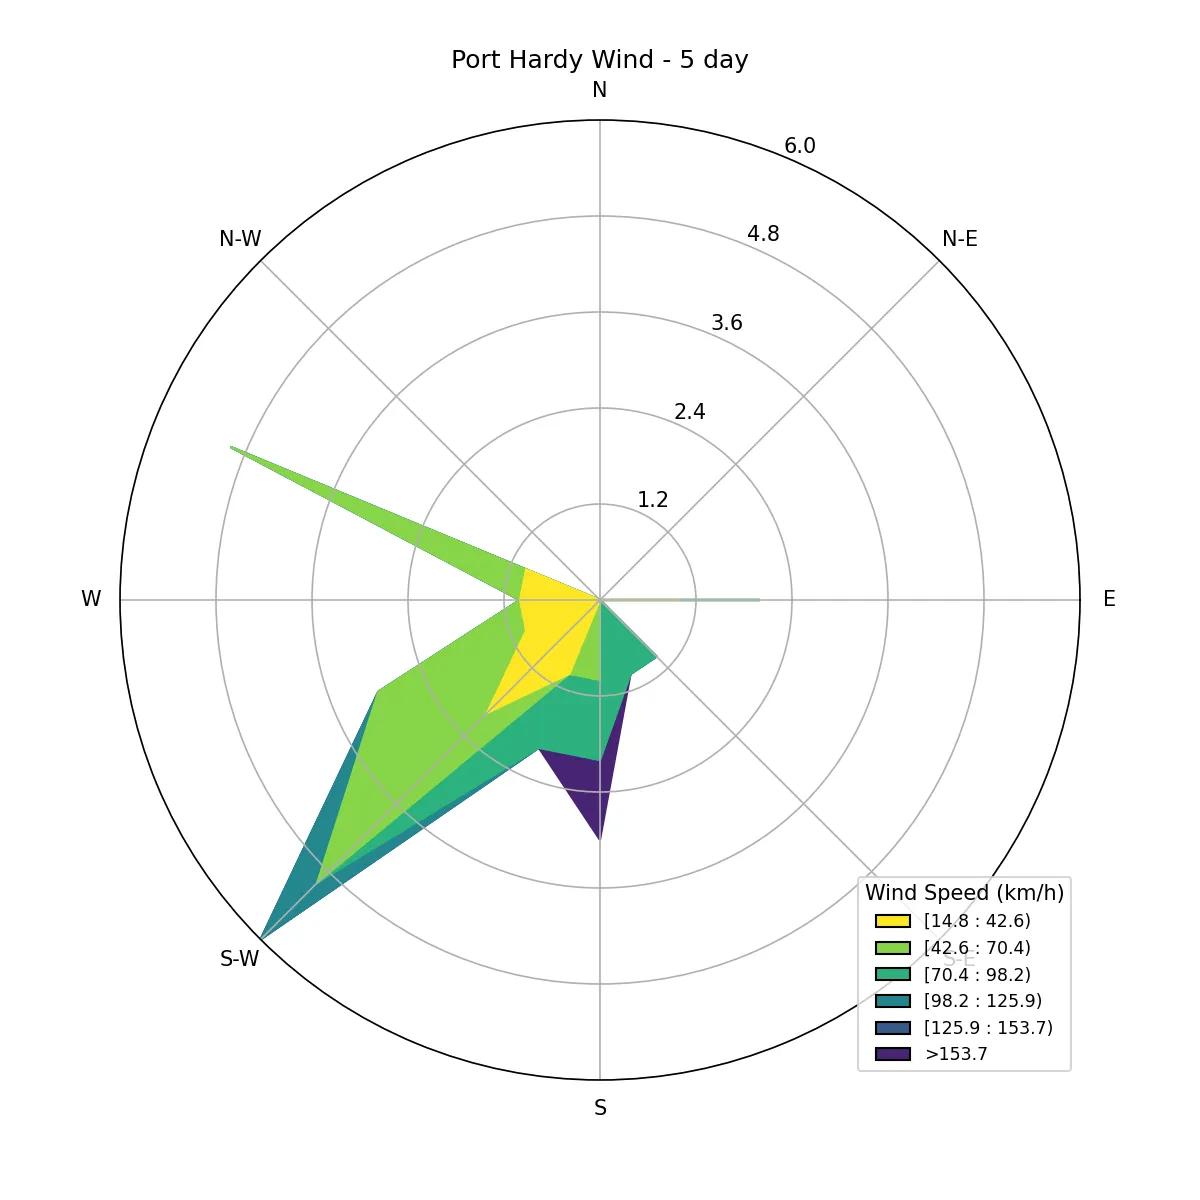 Port Hardy Wind - 5 day
N
6.0
N-W
N-E
4.8
3.6
2.4
1.2
W
E
Wind Speed (km/h)
[14.8 : 42.6)
[42.6 : 70.4)
S-W
S-E
[70.4 : 98.2)
[98.2 : 125.9)
[125.9 : 153.7)
>153.7
S